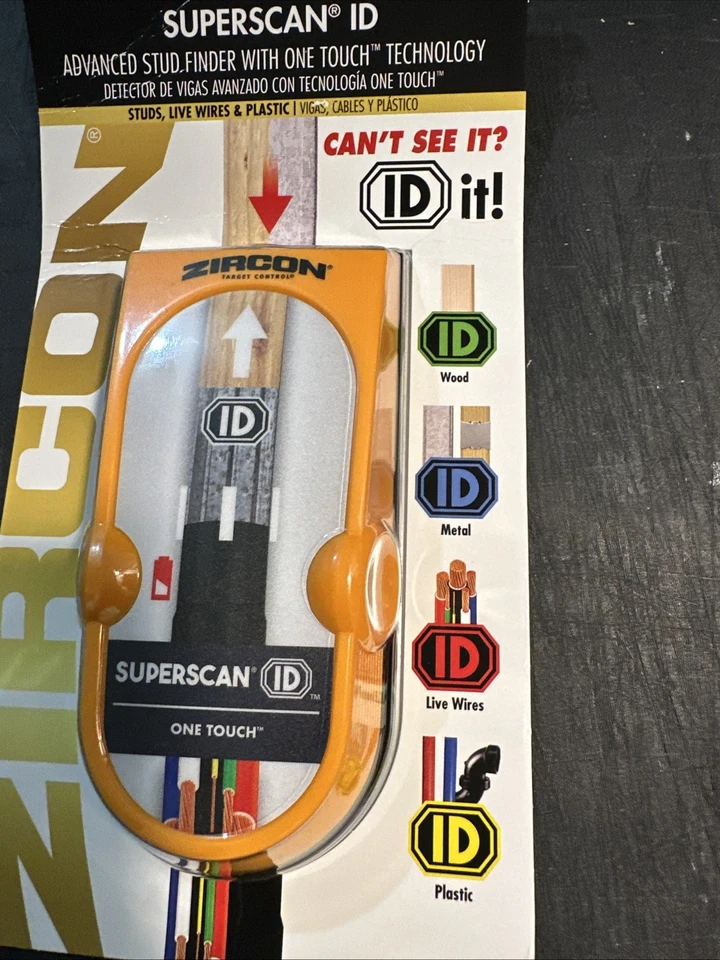 SUPERSCAN® ID
ADVANCED STUD FINDER WITH ONE TOUCH™ TECHNOLOGY
DETECTOR DE VIGAS AVANZADO CON TECNOLOGÍA ONE TOUCH™
STUDS, LIVE WIRES & PLASTIC | VIGAS, CABLES Y PLÁSTICO
ZIRCON®
CAN'T SEE IT?
ID it!
ZIRCON®
TARGET CONTROL®
ID
ID
Wood
ID
Metal
ID
Live Wires
SUPERSCAN® ID™
ONE TOUCH™
ID
Plastic